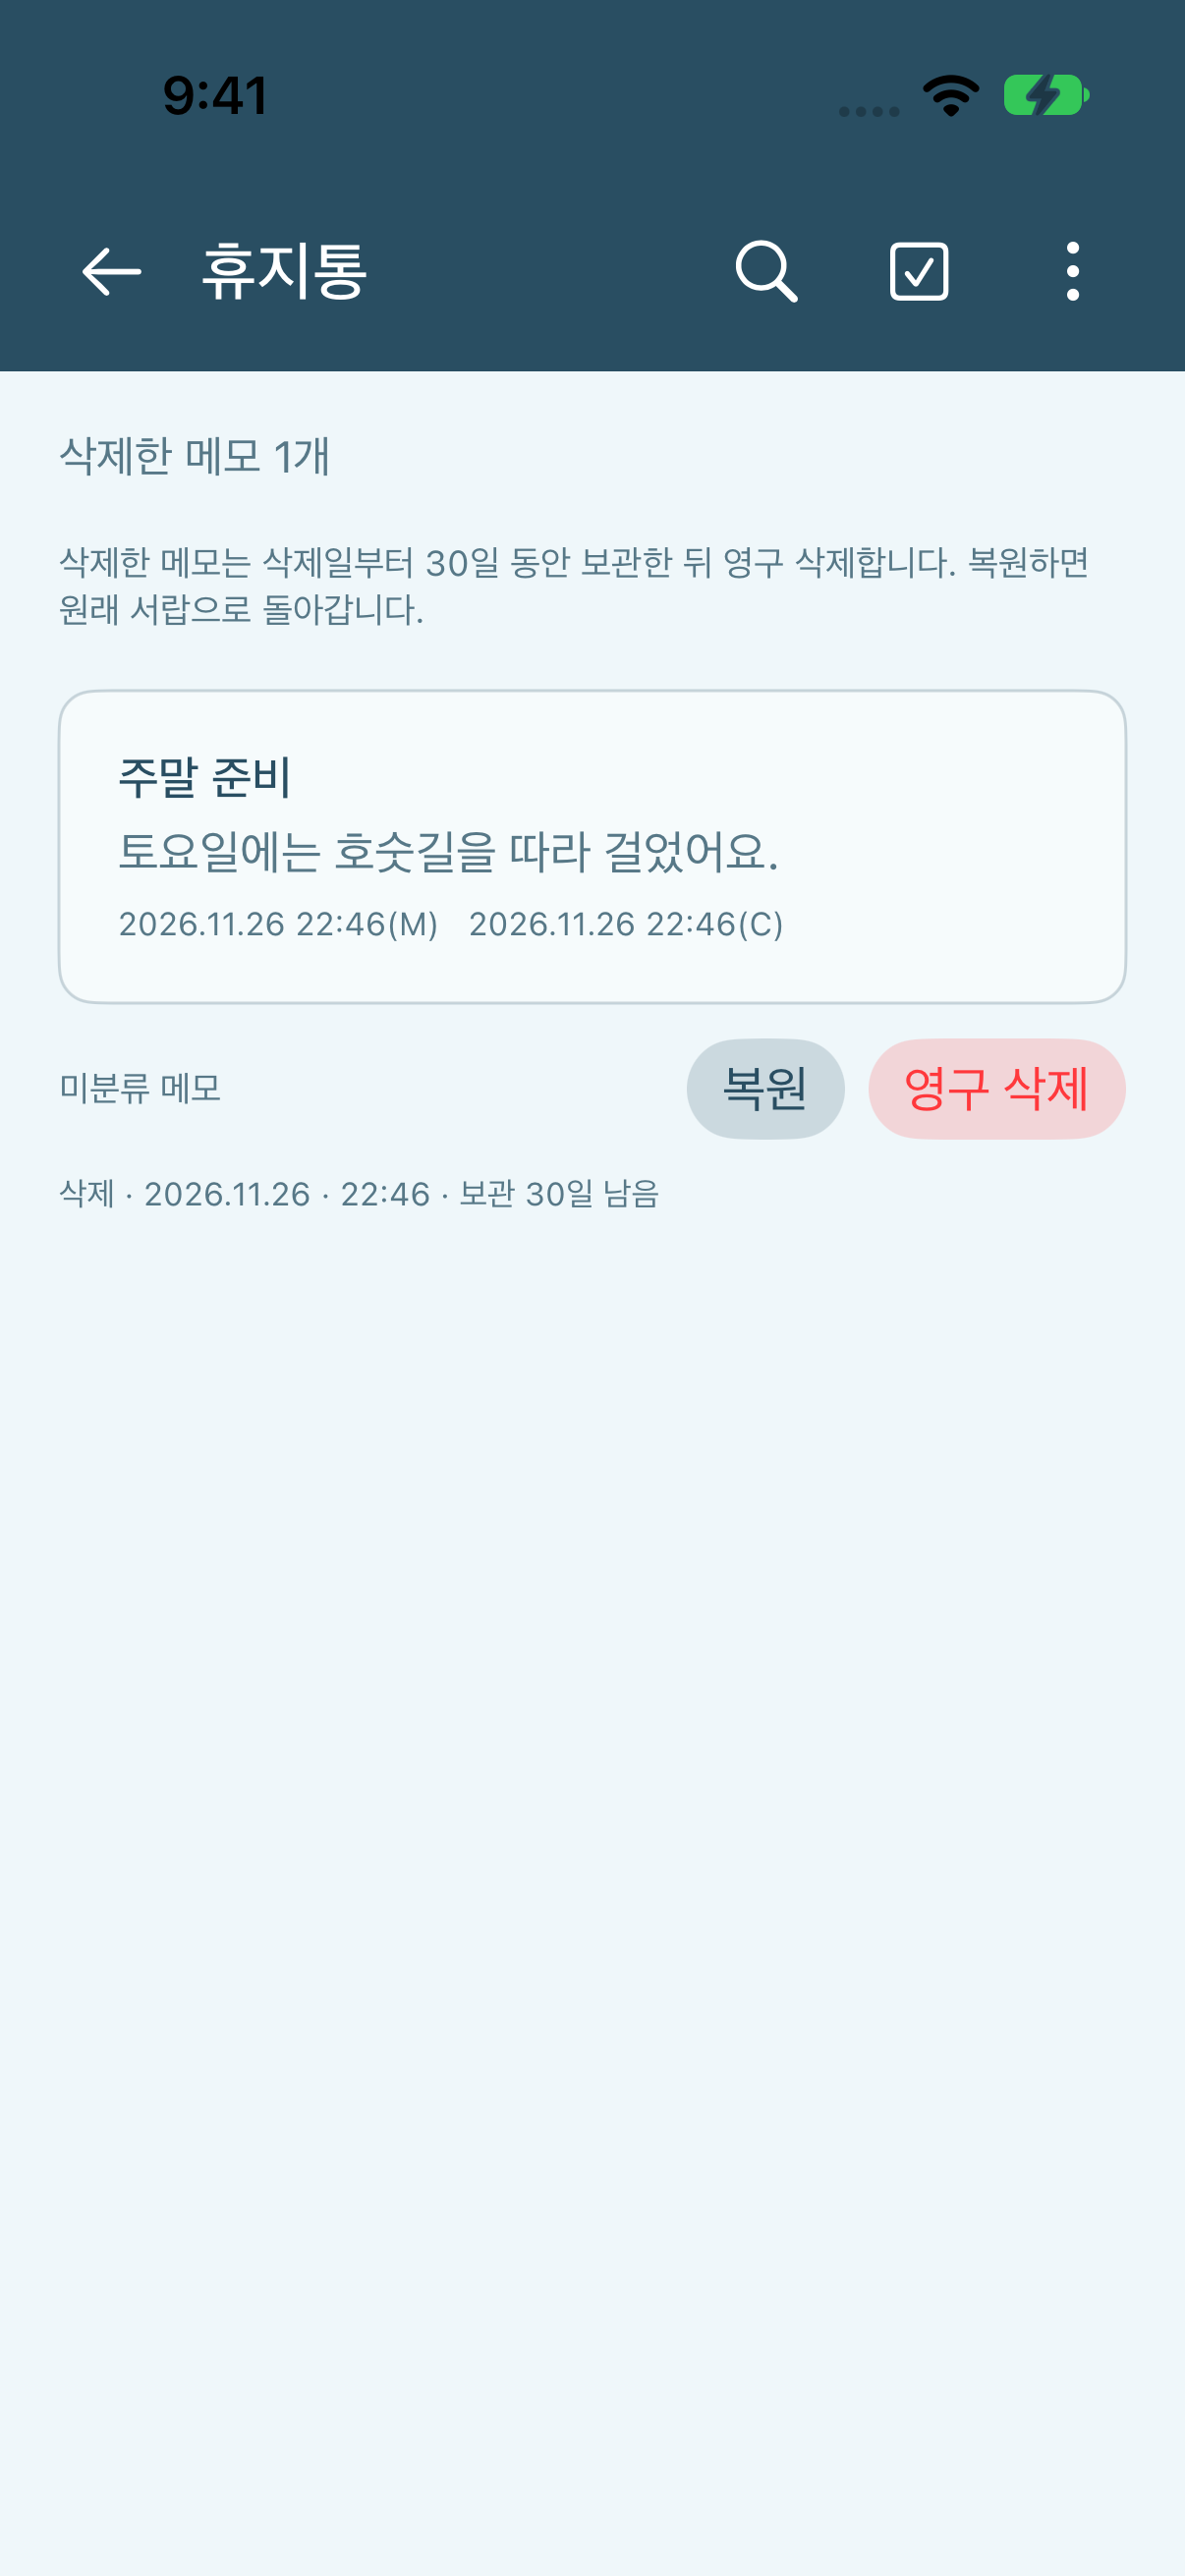 9:41
휴지통
삭제한 메모 1개
삭제한 메모는 삭제일부터 30일 동안 보관한 뒤 영구 삭제합니다. 복원하면
원래 서랍으로 돌아갑니다.
주말 준비
토요일에는 호숫길을 따라 걸었어요.
2026.11.26 22:46(M) 2026.11.26 22:46(C)
미분류 메모 복원 영구 삭제
삭제 · 2026.11.26 · 22:46 · 보관 30일 남음